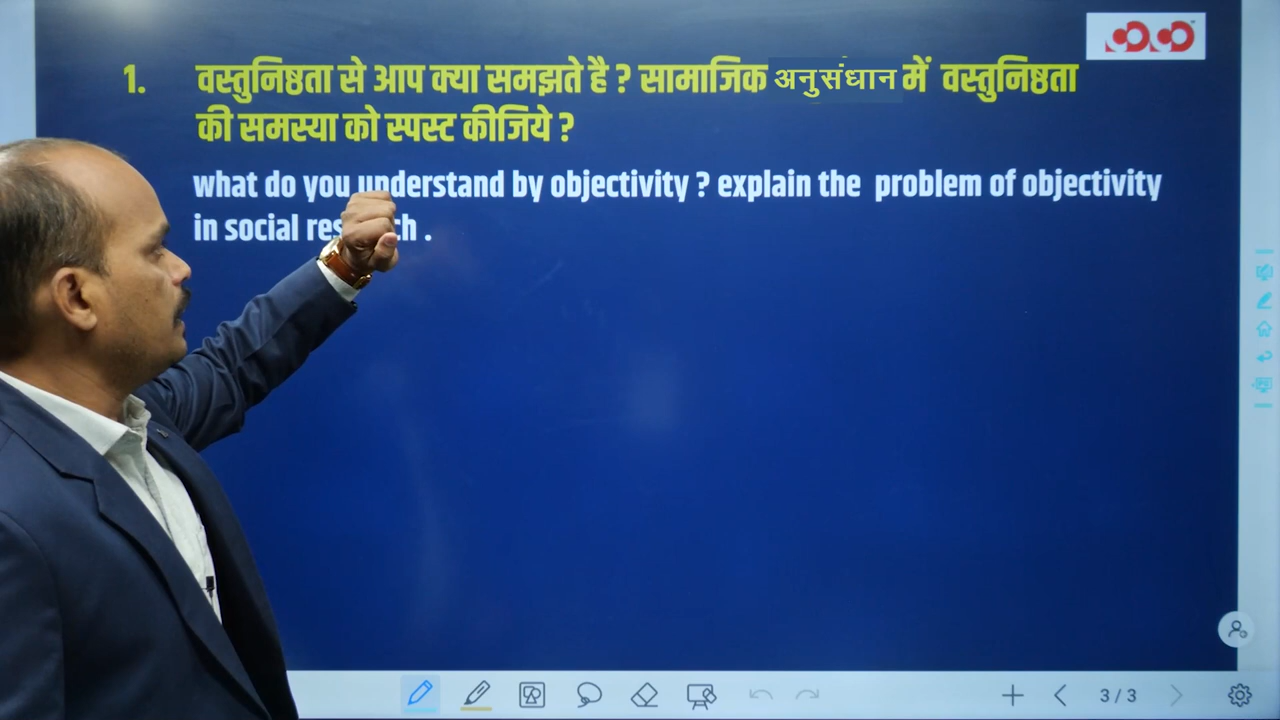 1. वस्तुनिष्ठता से आप क्या समझते है ? सामाजिक अनुसंधान में वस्तुनिष्ठता
की समस्या को स्पस्ट कीजिये ?
what do you understand by objectivity ? explain the problem of objectivity
in social .
3/3